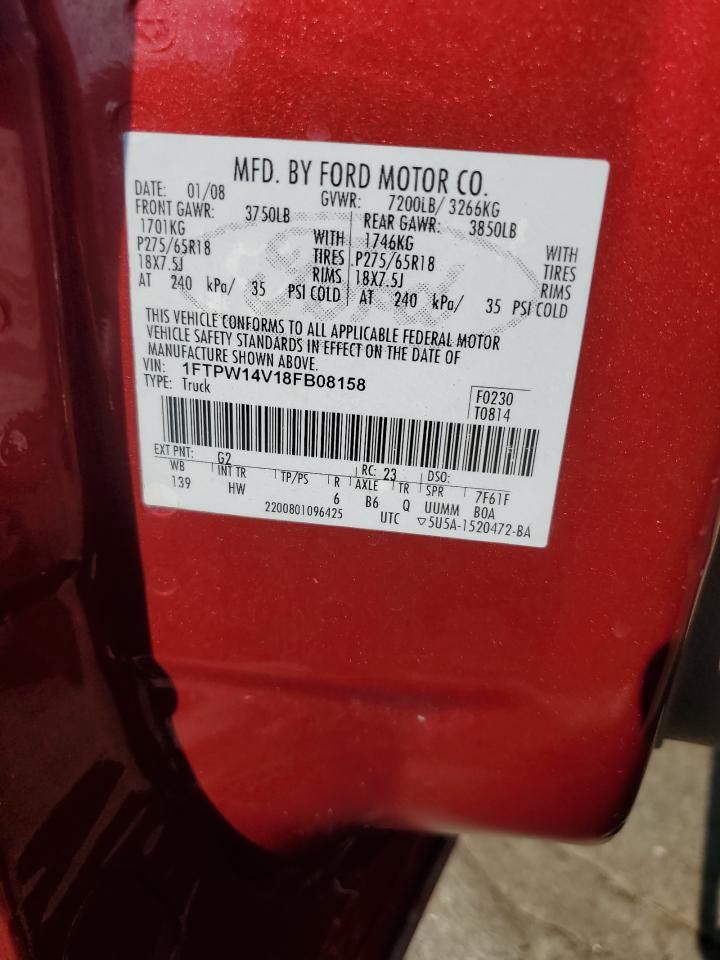 MFD. BY FORD MOTOR CO.
DATE: 01/08 GVWR: 7200LB/ 3266KG
FRONT GAWR: 3750LB REAR GAWR: 3850LB
1701KG WITH 1746KG WITH
P275/65R18 TIRES P275/65R18 TIRES
18X7.5J RIMS 18X7.5J RIMS
AT 240 kPa/ 35 PSI COLD AT 240 kPa/ 35 PSI COLD
THIS VEHICLE CONFORMS TO ALL APPLICABLE FEDERAL MOTOR
VEHICLE SAFETY STANDARDS IN EFFECT ON THE DATE OF
MANUFACTURE SHOWN ABOVE.
VIN: 1FTPW14V18FB08158
TYPE: Truck
F0230
T0814
EXT PNT: G2 RC: 23 DSO:
WB INT TR TP/PS R AXLE TR SPR 7F61F
139 HW 6 B6 Q UUMM BOA
2200801096425 UTC ▽5U5A-1520472-BA
Ford